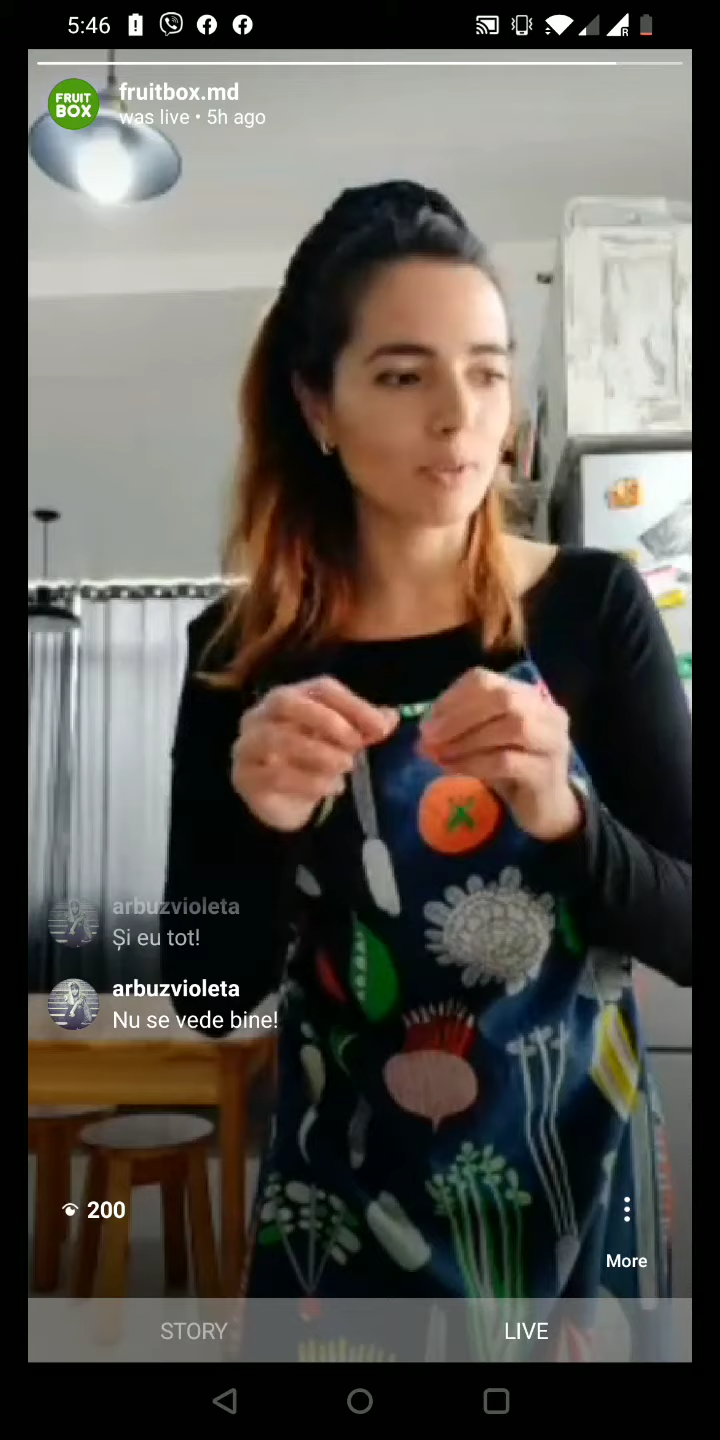 5:46
R
FRUIT
BOX
fruitbox.md
was live • 5h ago
arbuzvioleta
Și eu tot!
arbuzvioleta
Nu se vede bine!
200
More
STORY
LIVE